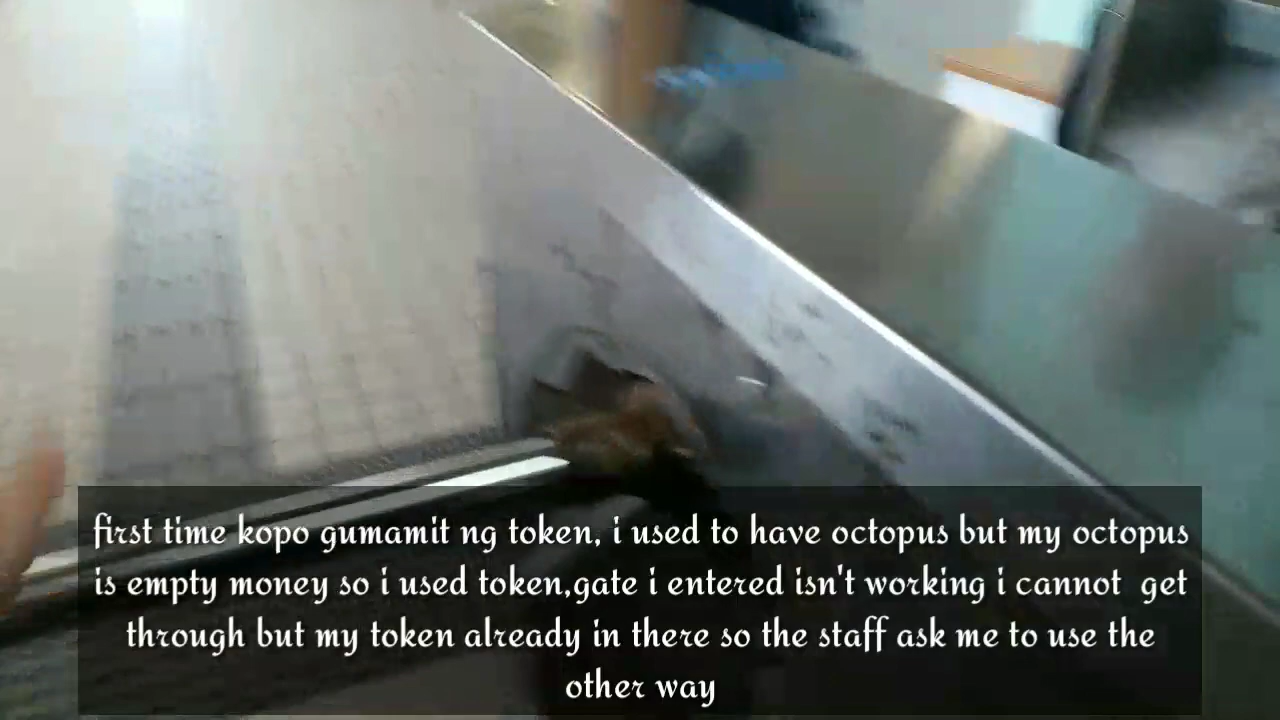 first time kopo gumamit ng token, i used to have octopus but my octopus
is empty money so i used token,gate i entered isn't working i cannot  get
through but my token already in there so the staff ask me to use the
other way